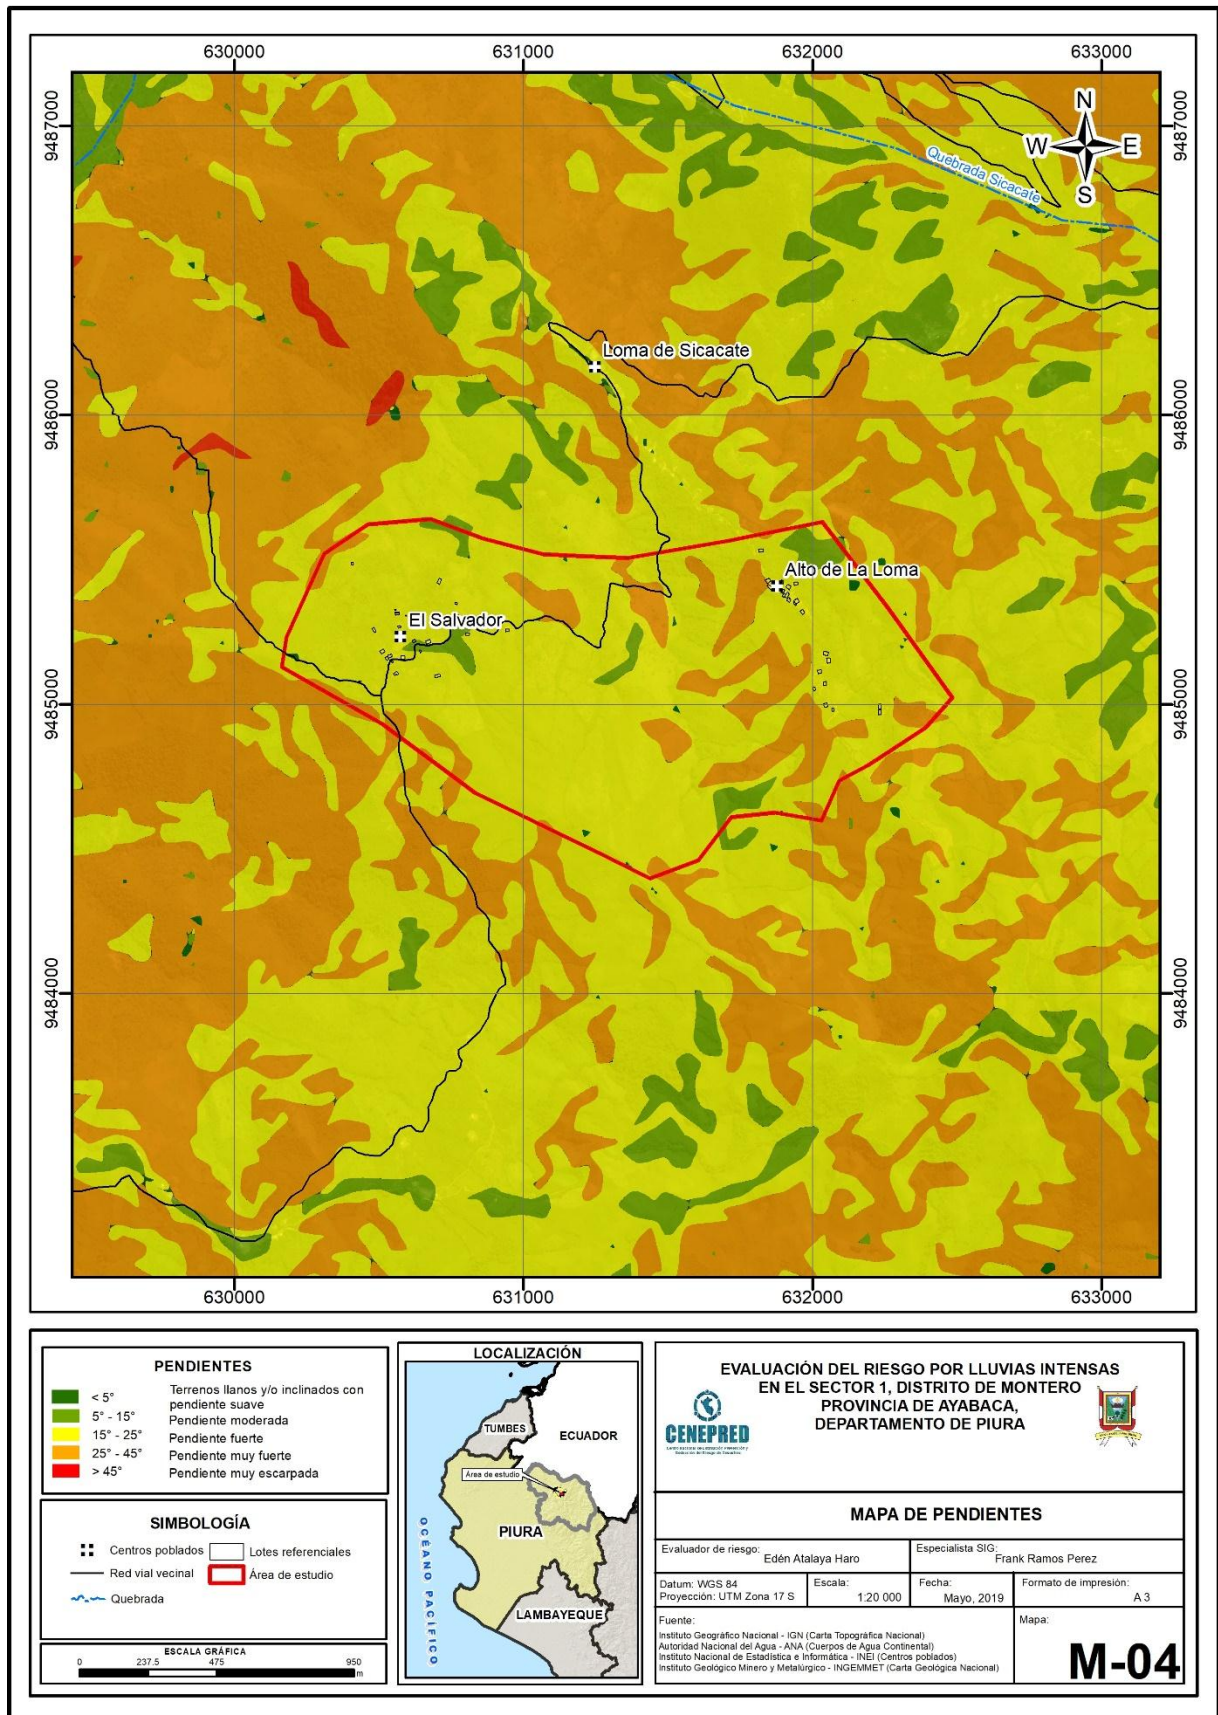 630000
631000
632000
633000
9487000
9487000
N
W
E
S
Quebrada Sicacate
Loma de Sicacate
9486000
9486000
Alto de La Loma
El Salvador
9485000
9485000
9484000
9484000
630000
631000
632000
633000
PENDIENTES
< 5°
Terrenos llanos y/o inclinados con
pendiente suave
5° - 15°
Pendiente moderada
15° - 25°
Pendiente fuerte
25° - 45°
Pendiente muy fuerte
> 45°
Pendiente muy escarpada
SIMBOLOGÍA
Centros poblados
Lotes referenciales
Red vial vecinal
Área de estudio
Quebrada
ESCALA GRÁFICA
0
237.5
475
950
m
LOCALIZACIÓN
TUMBES
ECUADOR
Área de estudio
PIURA
OCÉANO PACÍFICO
LAMBAYEQUE
EVALUACIÓN DEL RIESGO POR LLUVIAS INTENSAS
EN EL SECTOR 1, DISTRITO DE MONTERO
PROVINCIA DE AYABACA,
DEPARTAMENTO DE PIURA
CENEPRED
MAPA DE PENDIENTES
Evaluador de riesgo:
Edén Atalaya Haro
Especialista SIG:
Frank Ramos Perez
Datum: WGS 84
Proyección: UTM Zona 17 S
Escala:
1:20 000
Fecha:
Mayo, 2019
Formato de impresión:
A 3
Fuente:
Instituto Geográfico Nacional - IGN (Carta Topográfica Nacional)
Autoridad Nacional del Agua - ANA (Cuerpos de Agua Continental)
Instituto Nacional de Estadística e Informática - INEI (Centros poblados)
Instituto Geológico Minero y Metalúrgico - INGEMMET (Carta Geológica Nacional)
Mapa:
M-04